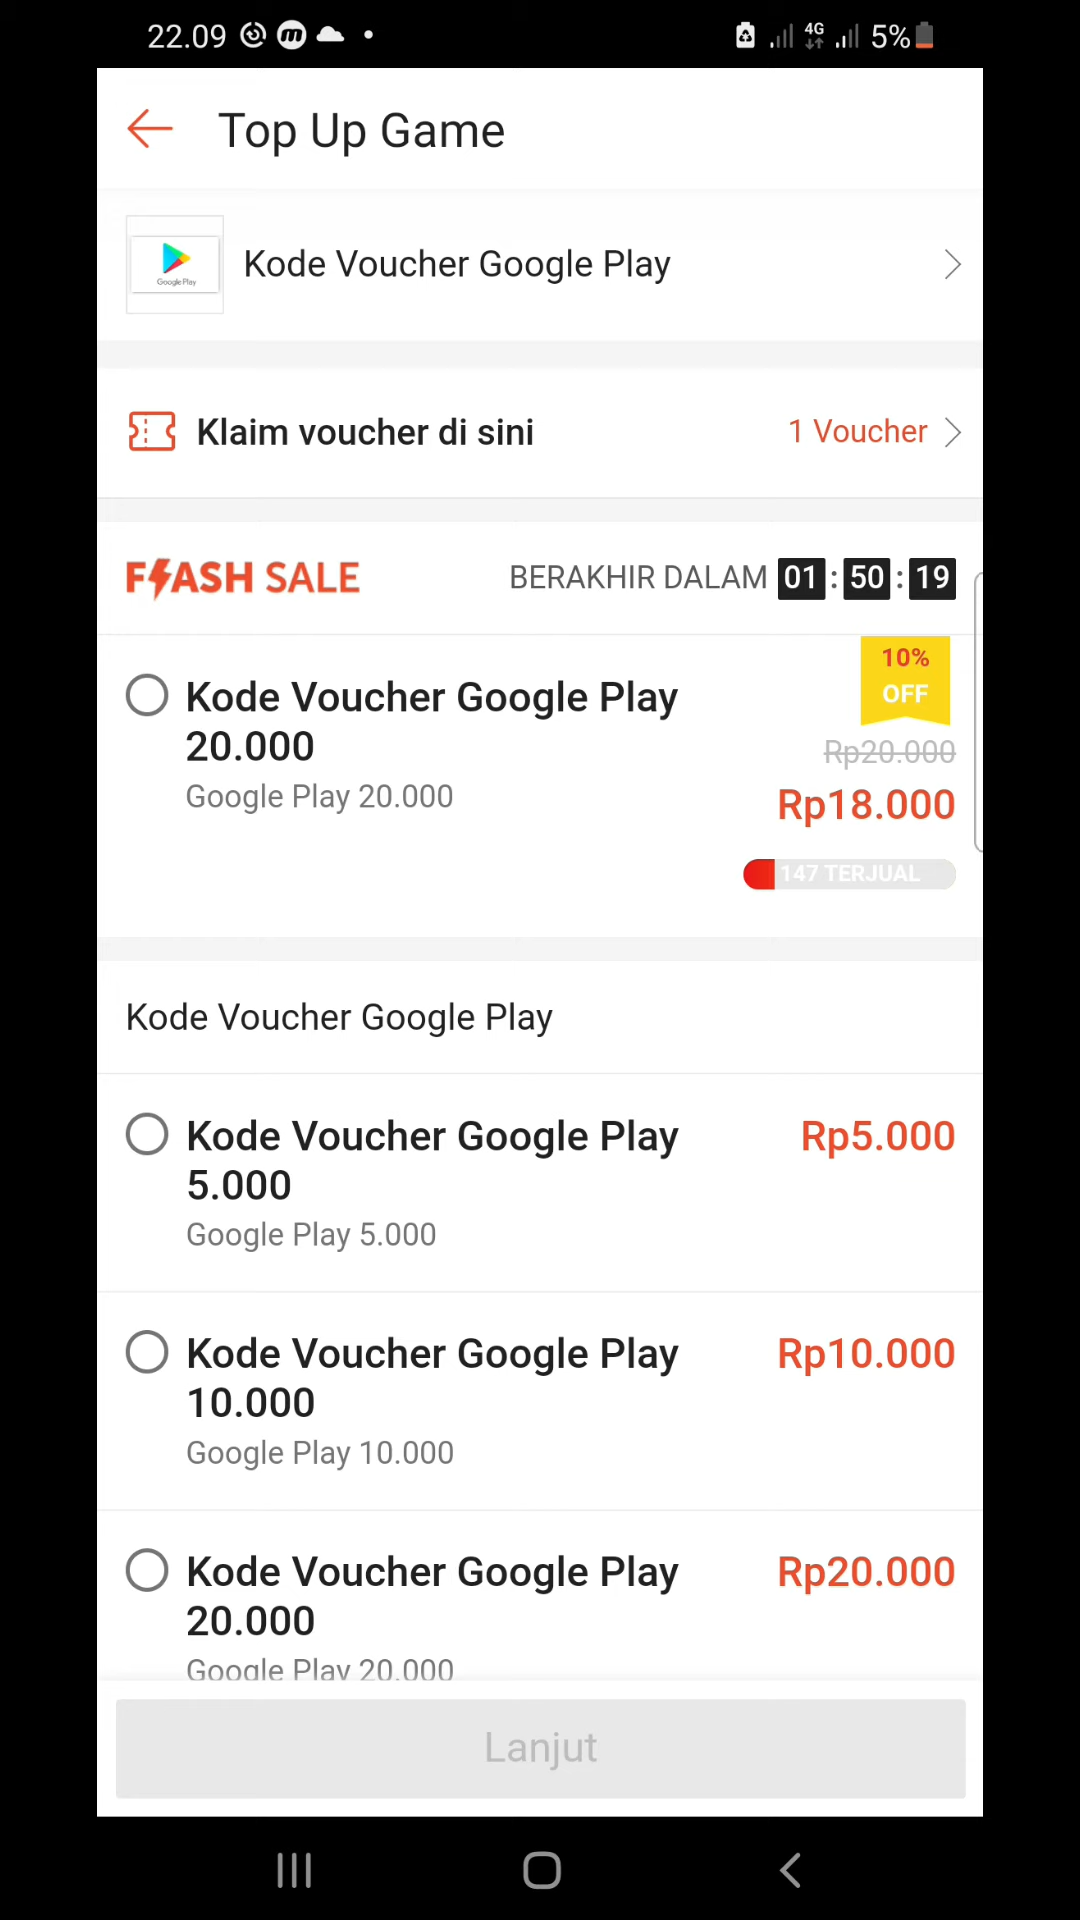 22.09
4G 5%
Top Up Game
Google Play
Kode Voucher Google Play
Klaim voucher di sini
1 Voucher
FLASH SALE
BERAKHIR DALAM 01 : 50 : 19
10%
OFF
Kode Voucher Google Play
20.000
Google Play 20.000
Rp20.000
Rp18.000
147 TERJUAL
Kode Voucher Google Play
Kode Voucher Google Play
5.000
Google Play 5.000
Rp5.000
Kode Voucher Google Play
10.000
Google Play 10.000
Rp10.000
Kode Voucher Google Play
20.000
Google Play 20.000
Rp20.000
Lanjut